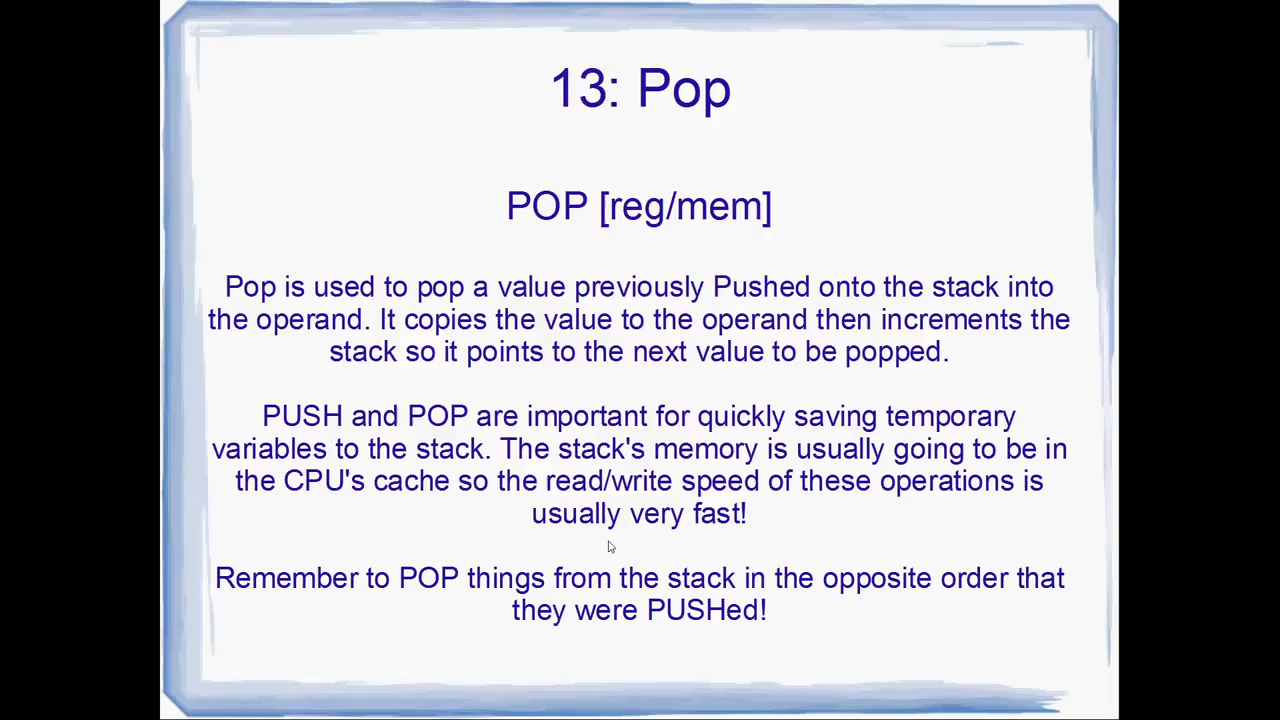 13: Pop
POP [reg/mem]
Pop is used to pop a value previously Pushed onto the stack into
the operand. It copies the value to the operand then increments the
stack so it points to the next value to be popped.
PUSH and POP are important for quickly saving temporary
variables to the stack. The stack's memory is usually going to be in
the CPU's cache so the read/write speed of these operations is
usually very fast!
Remember to POP things from the stack in the opposite order that
they were PUSHed!